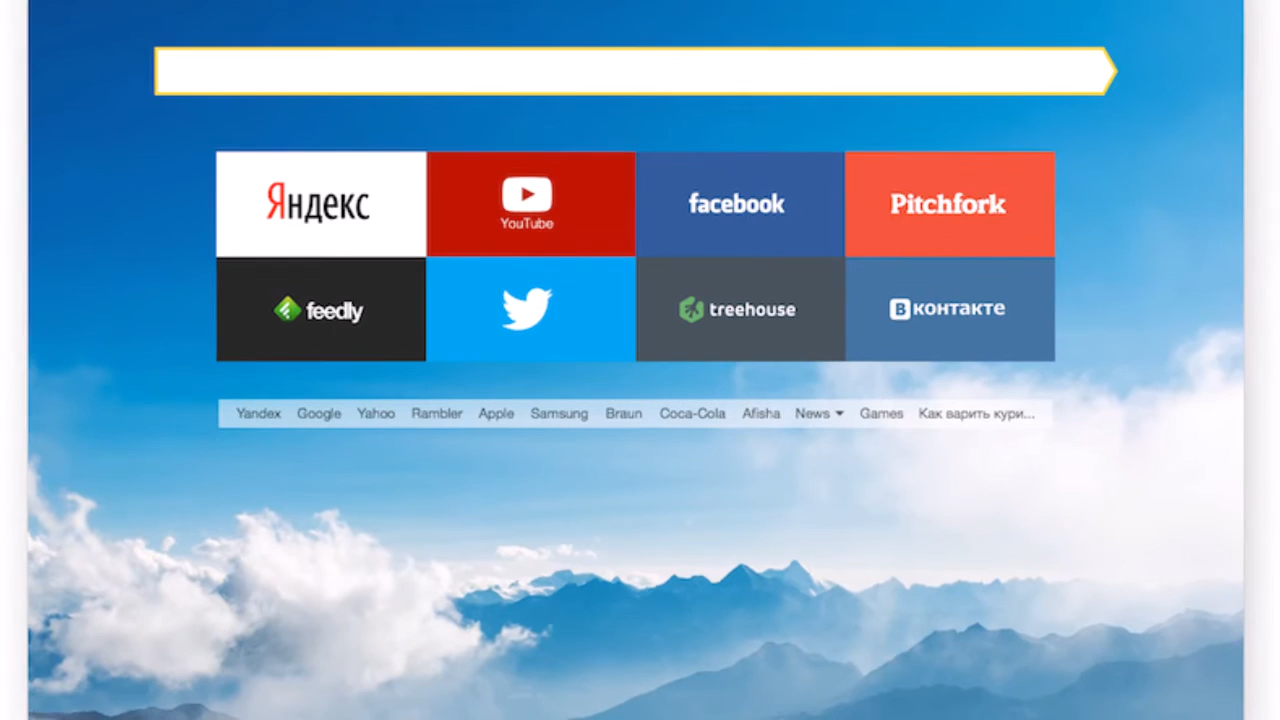 Яндекс
YouTube
facebook
Pitchfork
feedly
treehouse
В контакте
Yandex Google Yahoo Rambler Apple Samsung Braun Coca-Cola Afisha News Games Как варить кури...